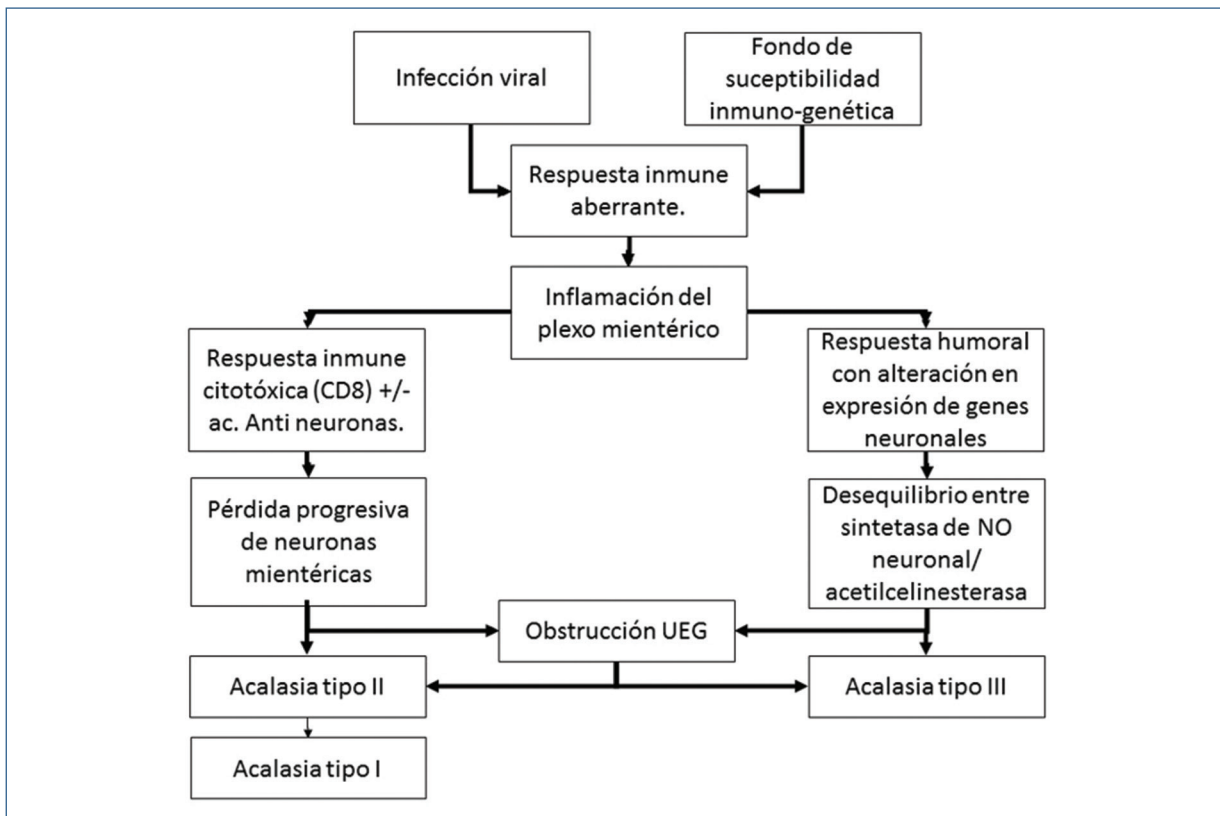 Infección viral
Fondo de
suceptibilidad
inmuno-genética
Respuesta inmune
aberrante.
Inflamación del
plexo mientérico
Respuesta inmune
citotóxica (CD8) +/-
ac. Anti neuronas.
Respuesta humoral
con alteración en
expresión de genes
neuronales
Pérdida progresiva
de neuronas
mientéricas
Desequilibrio entre
sintetasa de NO
neuronal/
acetilcelinesterasa
Obstrucción UEG
Acalasia tipo II
Acalasia tipo III
Acalasia tipo I